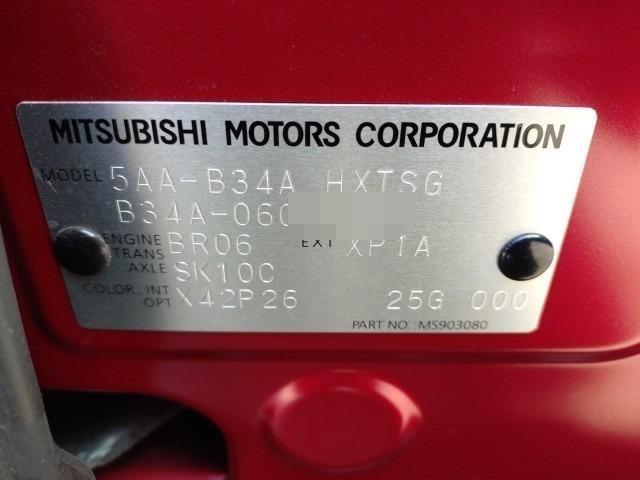 MITSUBISHI MOTORS CORPORATION
MODEL 5AA-B34A HXTSG
B34A-060
ENGINE BR06 EXT XP1A
TRANS
AXLE SK10C
COLOR, INT
OPT X42P26 25G 000
PART NO.: MS903080